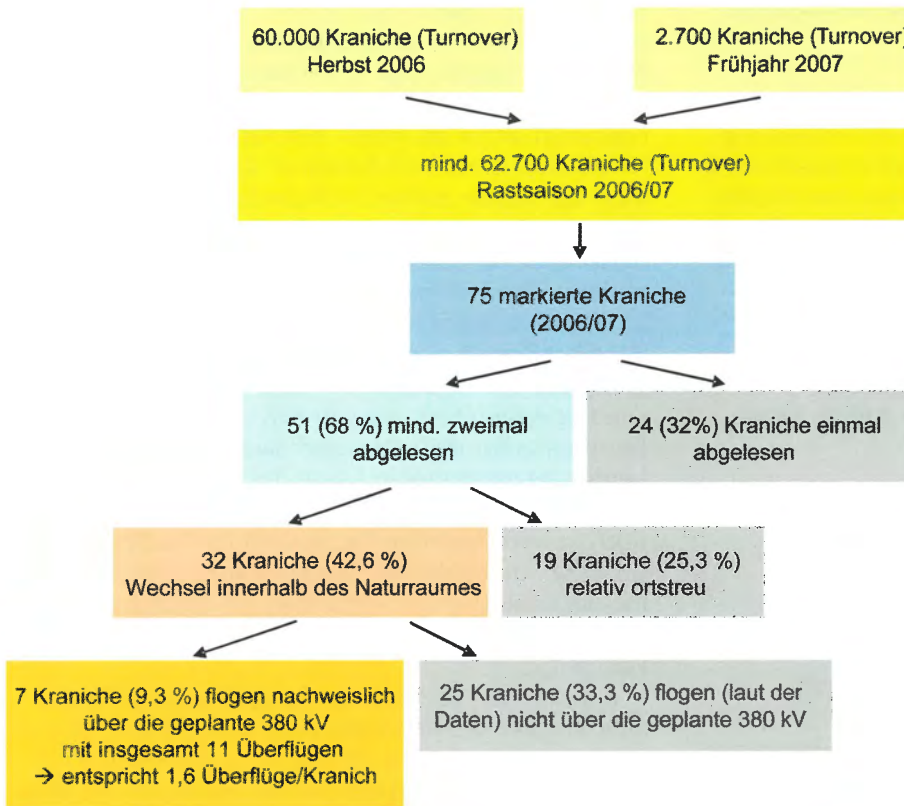 60.000 Kraniche (Turnover)
Herbst 2006
2.700 Kraniche (Turnover)
Frühjahr 2007
mind. 62.700 Kraniche (Turnover)
Rastsaison 2006/07
75 markierte Kraniche
(2006/07)
51 (68 %) mind. zweimal
abgelesen
24 (32%) Kraniche einmal
abgelesen
32 Kraniche (42,6 %)
Wechsel innerhalb des Naturraumes
19 Kraniche (25,3 %)
relativ ortstreu
7 Kraniche (9,3 %) flogen nachweislich
über die geplante 380 kV
mit insgesamt 11 Überflügen
→ entspricht 1,6 Überflüge/Kranich
25 Kraniche (33,3 %) flogen (laut der
Daten) nicht über die geplante 380 kV